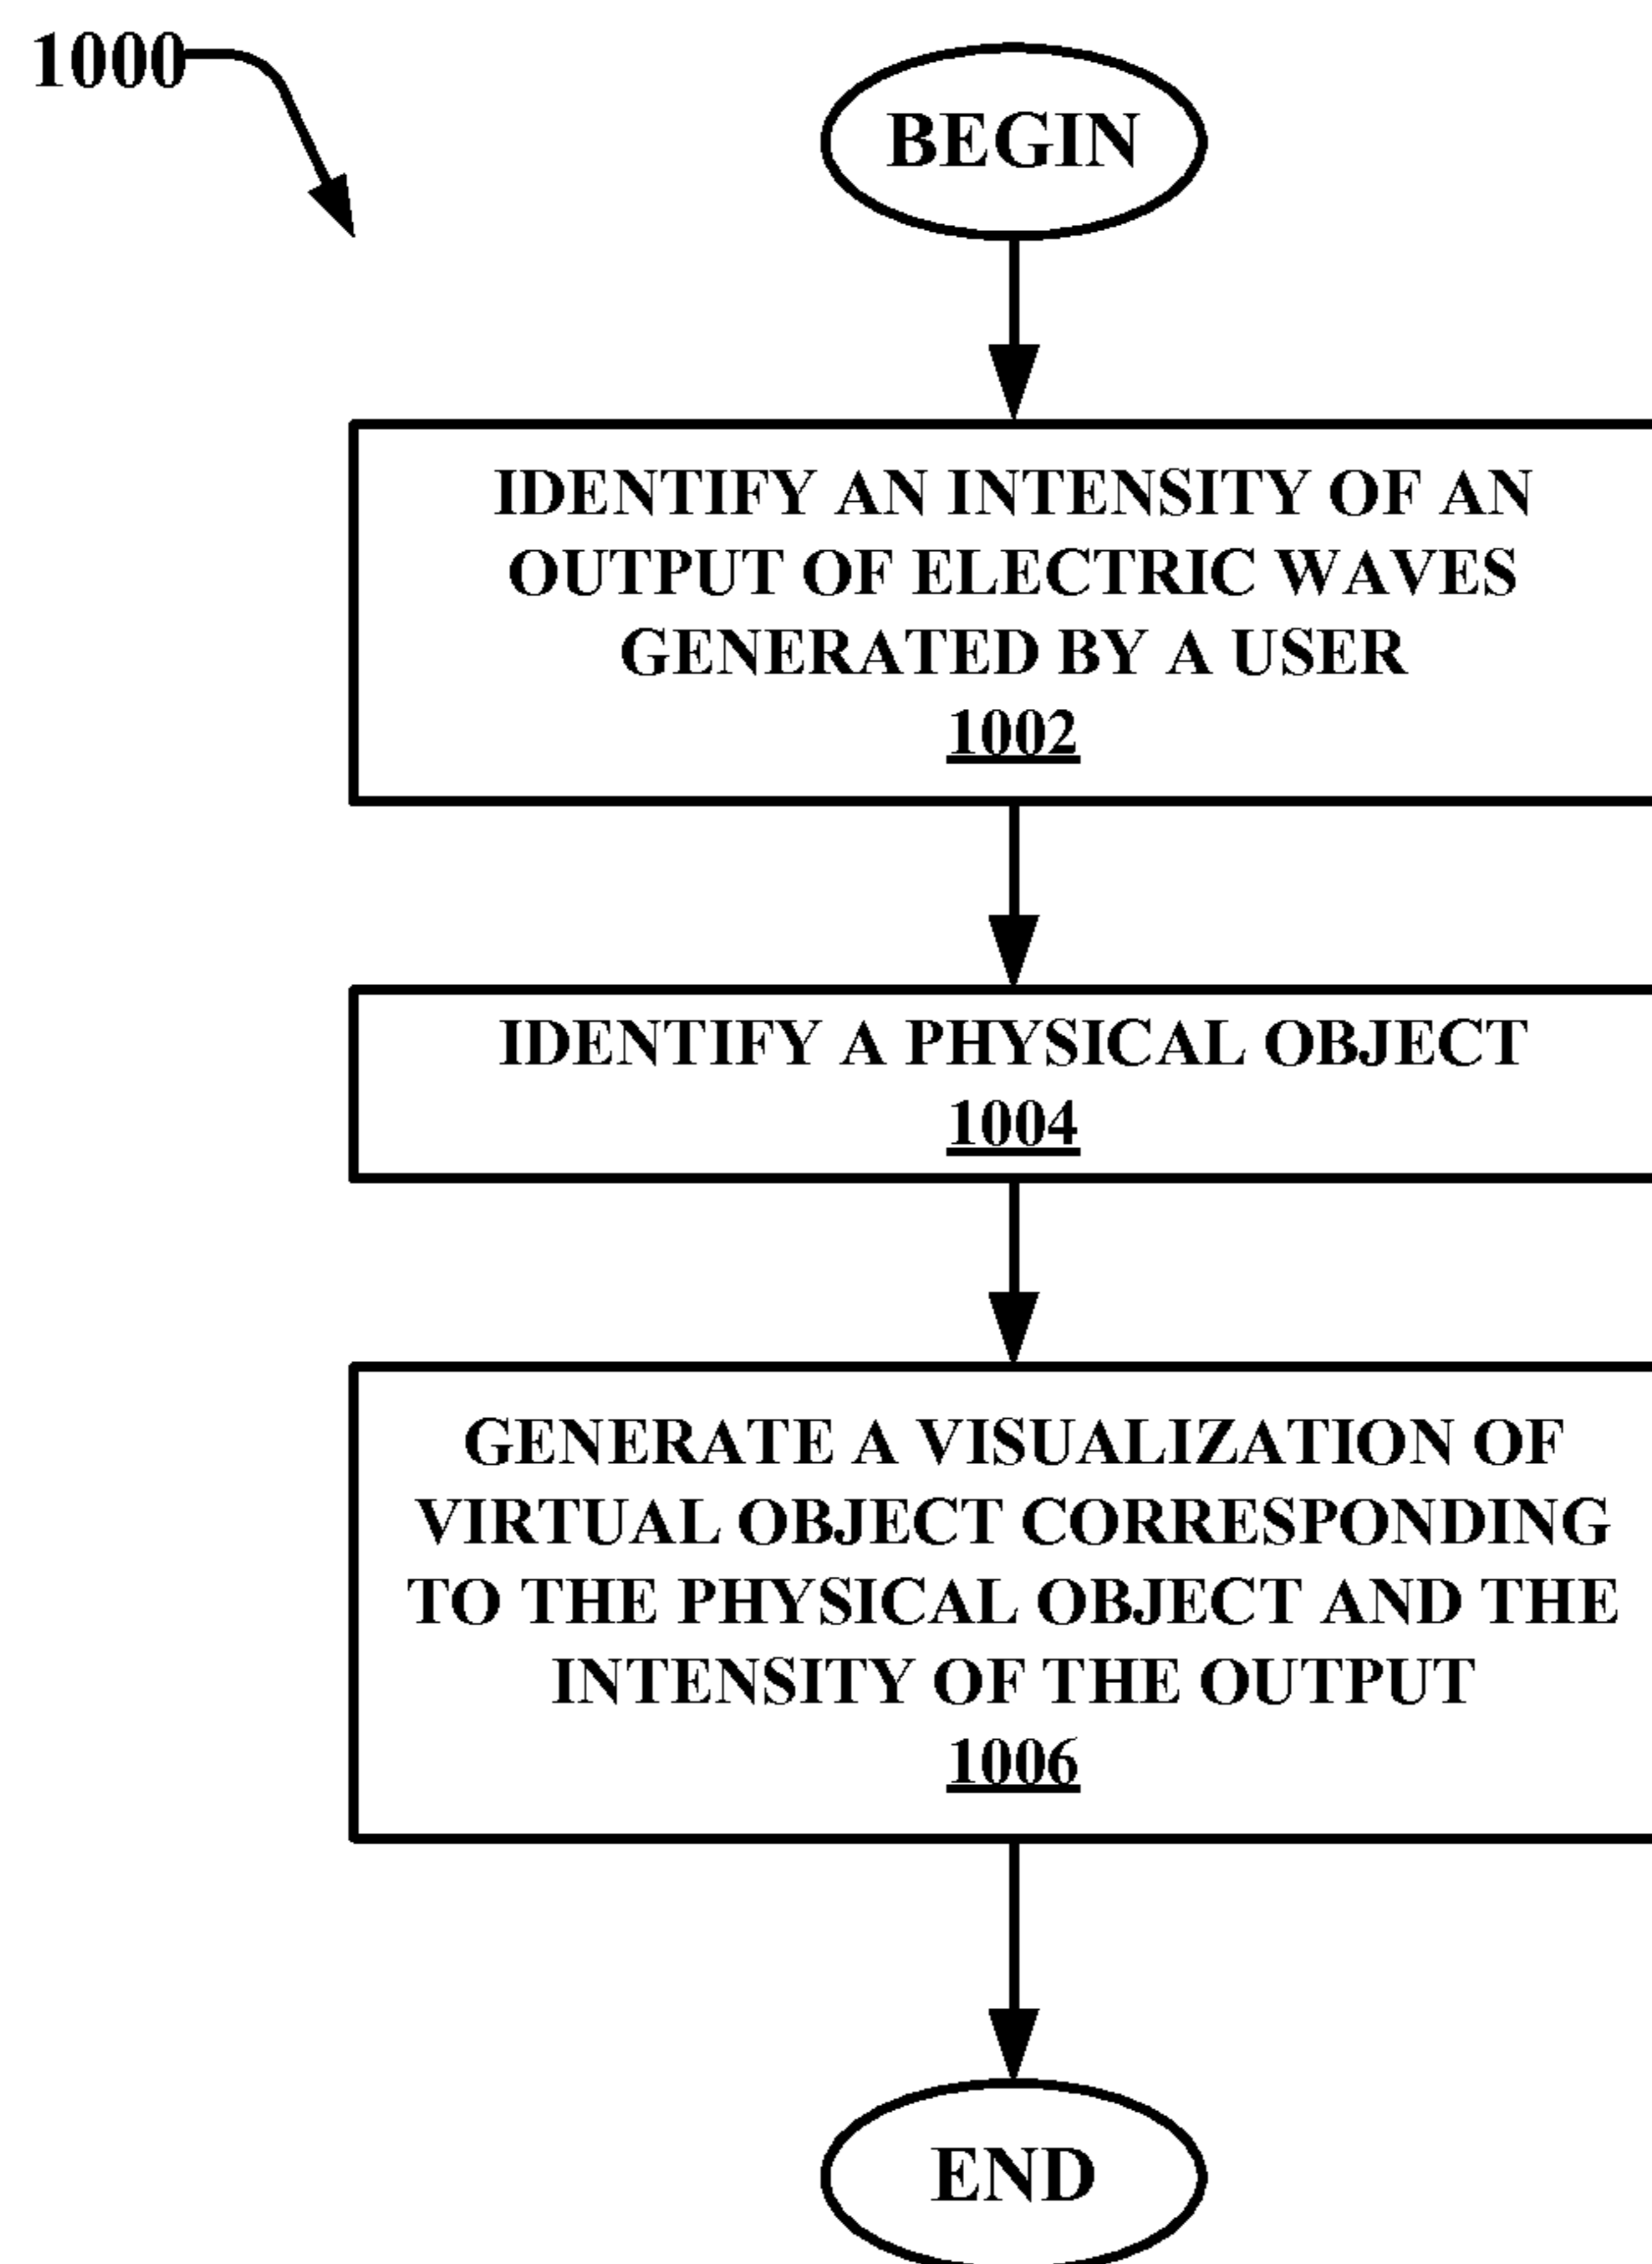 1000
BEGIN
IDENTIFY AN INTENSITY OF AN
OUTPUT OF ELECTRIC WAVES
GENERATED BY A USER
1002
IDENTIFY A PHYSICAL OBJECT
1004
GENERATE A VISUALIZATION OF
VIRTUAL OBJECT CORRESPONDING
TO THE PHYSICAL OBJECT AND THE
INTENSITY OF THE OUTPUT
1006
END